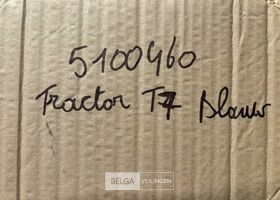 5100460
Tractor T7 Blauw
BELGA
VEILINGEN